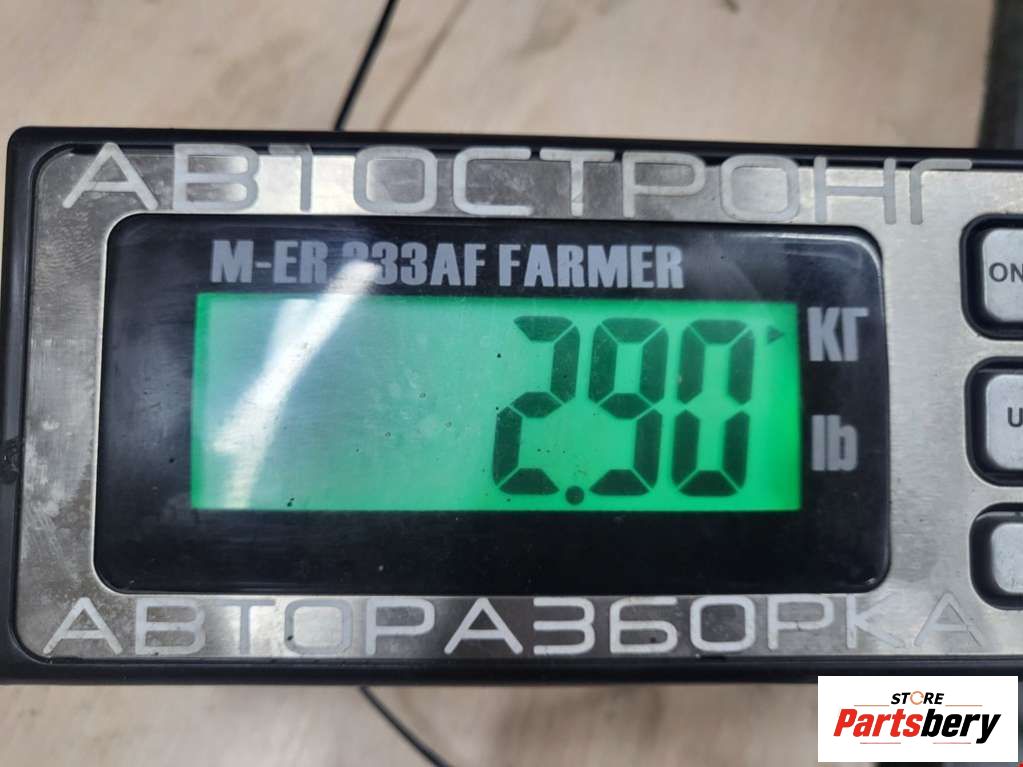 АВТОСТРОНГ
M-ER 333AF FARMER
2.90
КГ
lb
ON
U
АВТОРАЗБОРКА
STORE
Partsbery